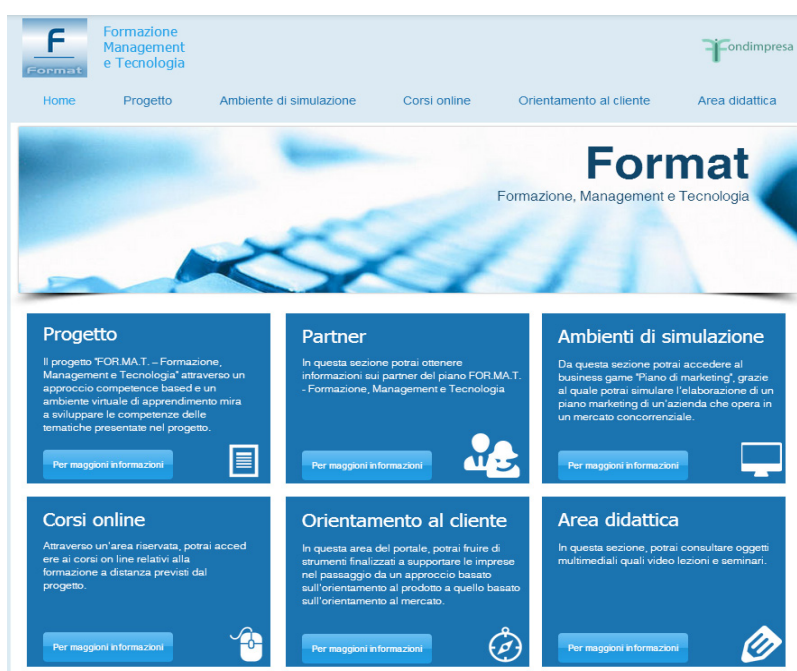 F
Format
Formazione
Management
e Tecnologia
Fondimpresa
Home Progetto Ambiente di simulazione Corsi online Orientamento al cliente Area didattica
Format
Formazione, Management e Tecnologia
Progetto
Il progetto "FOR.MA.T. – Formazione,
Management e Tecnologia" attraverso un
approccio competence based e un
ambiente virtuale di apprendimento mira
a sviluppare le competenze delle
tematiche presentate nel progetto.
Per maggioni informazioni
Partner
In questa sezione potrai ottenere
informazioni sui partner del piano FOR.MA.T.
- Formazione, Management e Tecnologia
Per maggioni informazioni
Ambienti di simulazione
Da questa sezione potrai accedere al
business game "Piano di marketing", grazie
al quale potrai simulare l'elaborazione di un
piano marketing di un'azienda che opera in
un mercato concorrenziale.
Per maggioni informazioni
Corsi online
Attraverso un'area riservata, potrai acced
ere ai corsi on line relativi alla
formazione a distanza previsti dal
progetto.
Per maggioni informazioni
Orientamento al cliente
In questa area del portale, potrai fruire di
strumenti finalizzati a supportare le imprese
nel passaggio da un approccio basato
sull'orientamento al prodotto a quello basato
sull'orientamento al mercato.
Per maggioni informazioni
Area didattica
In questa sezione, potrai consultare oggetti
multimediali quali video lezioni e seminari.
Per maggioni informazioni